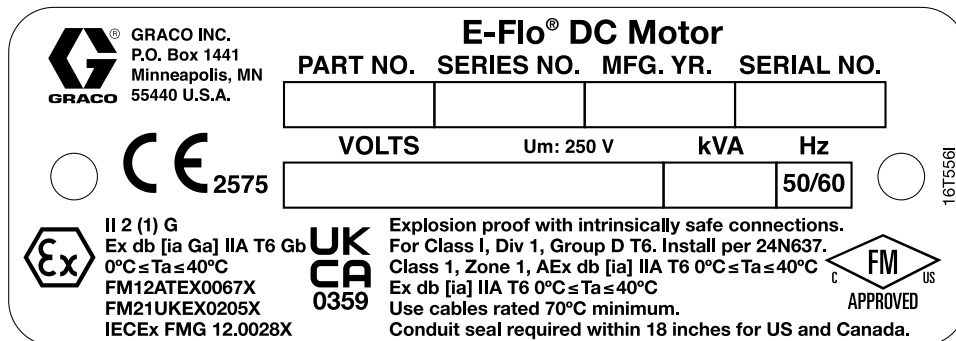 GRACO
®
GRACO INC.
P.O. Box 1441
Minneapolis, MN
55440 U.S.A.
E-Flo® DC Motor
PART NO. SERIES NO. MFG. YR. SERIAL NO.
VOLTS Um: 250 V kVA Hz
50/60
CE 2575
16T556I
Ex
II 2 (1) G
Ex db [ia Ga] IIA T6 Gb
0ºC≤Ta≤40ºC
FM12ATEX0067X
FM21UKEX0205X
IECEx FMG 12.0028X
UK
CA
0359
Explosion proof with intrinsically safe connections.
For Class I, Div 1, Group D T6. Install per 24N637.
Class 1, Zone 1, AEx db [ia] IIA T6 0ºC≤Ta≤40ºC
Ex db [ia] IIA T6 0ºC≤Ta≤40ºC
Use cables rated 70ºC minimum.
Conduit seal required within 18 inches for US and Canada.
FM
C US
APPROVED